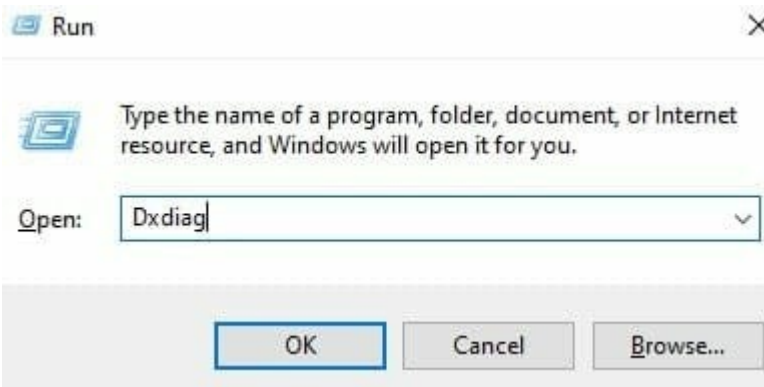 Run
Type the name of a program, folder, document, or Internet
resource, and Windows will open it for you.
Open: Dxdiag
OK Cancel Browse...